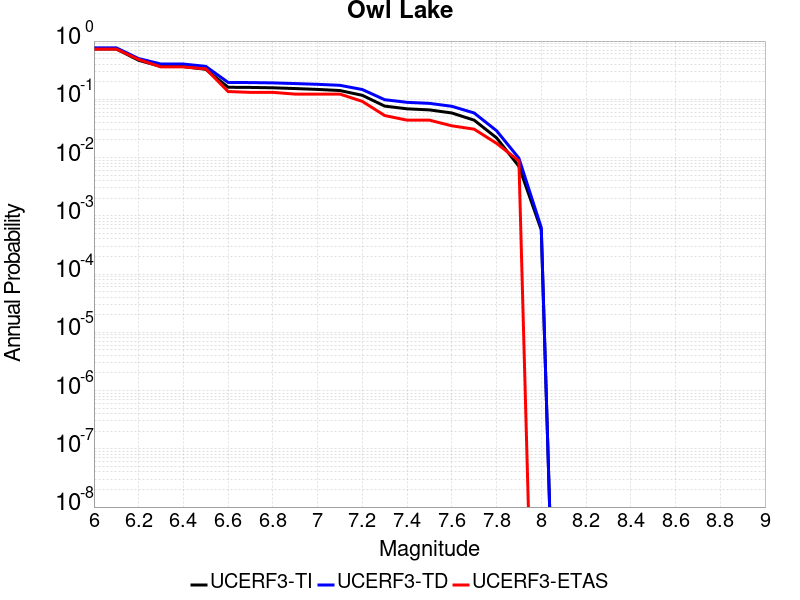 Owl Lake
10^0
10^-1
10^-2
10^-3
10^-4
10^-5
10^-6
10^-7
10^-8
Annual Probability
6 6.2 6.4 6.6 6.8 7 7.2 7.4 7.6 7.8 8 8.2 8.4 8.6 8.8 9
Magnitude
UCERF3-TI UCERF3-TD UCERF3-ETAS